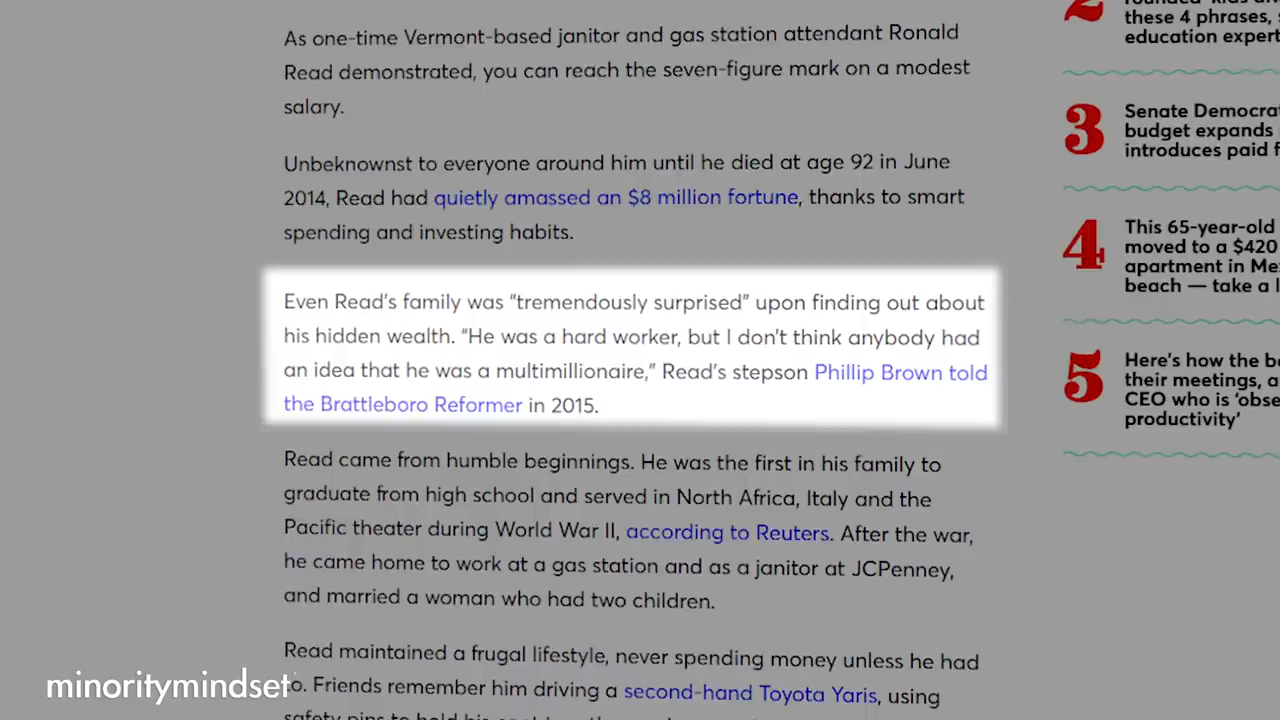 As one-time Vermont-based janitor and gas station attendant Ronald
Read demonstrated, you can reach the seven-figure mark on a modest
salary.
Unbeknownst to everyone around him until he died at age 92 in June
2014, Read had quietly amassed an $8 million fortune, thanks to smart
spending and investing habits.
Even Read's family was “tremendously surprised” upon finding out about
his hidden wealth. “He was a hard worker, but I don't think anybody had
an idea that he was a multimillionaire,” Read's stepson Phillip Brown told
the Brattleboro Reformer in 2015.
Read came from humble beginnings. He was the first in his family to
graduate from high school and served in North Africa, Italy and the
Pacific theater during World War II, according to Reuters. After the war,
he came home to work at a gas station and as a janitor at JCPenney,
and married a woman who had two children.
Read maintained a frugal lifestyle, never spending money unless he had
to. Friends remember him driving a second-hand Toyota Yaris, using
2
these 4 phrases,
education expert
3
Senate Democra
budget expands
introduces paid f
4
This 65-year-old
moved to a $420
apartment in Me
beach — take a l
5
Here's how the b
their meetings, a
CEO who is ‘obse
productivity’
minoritymindset